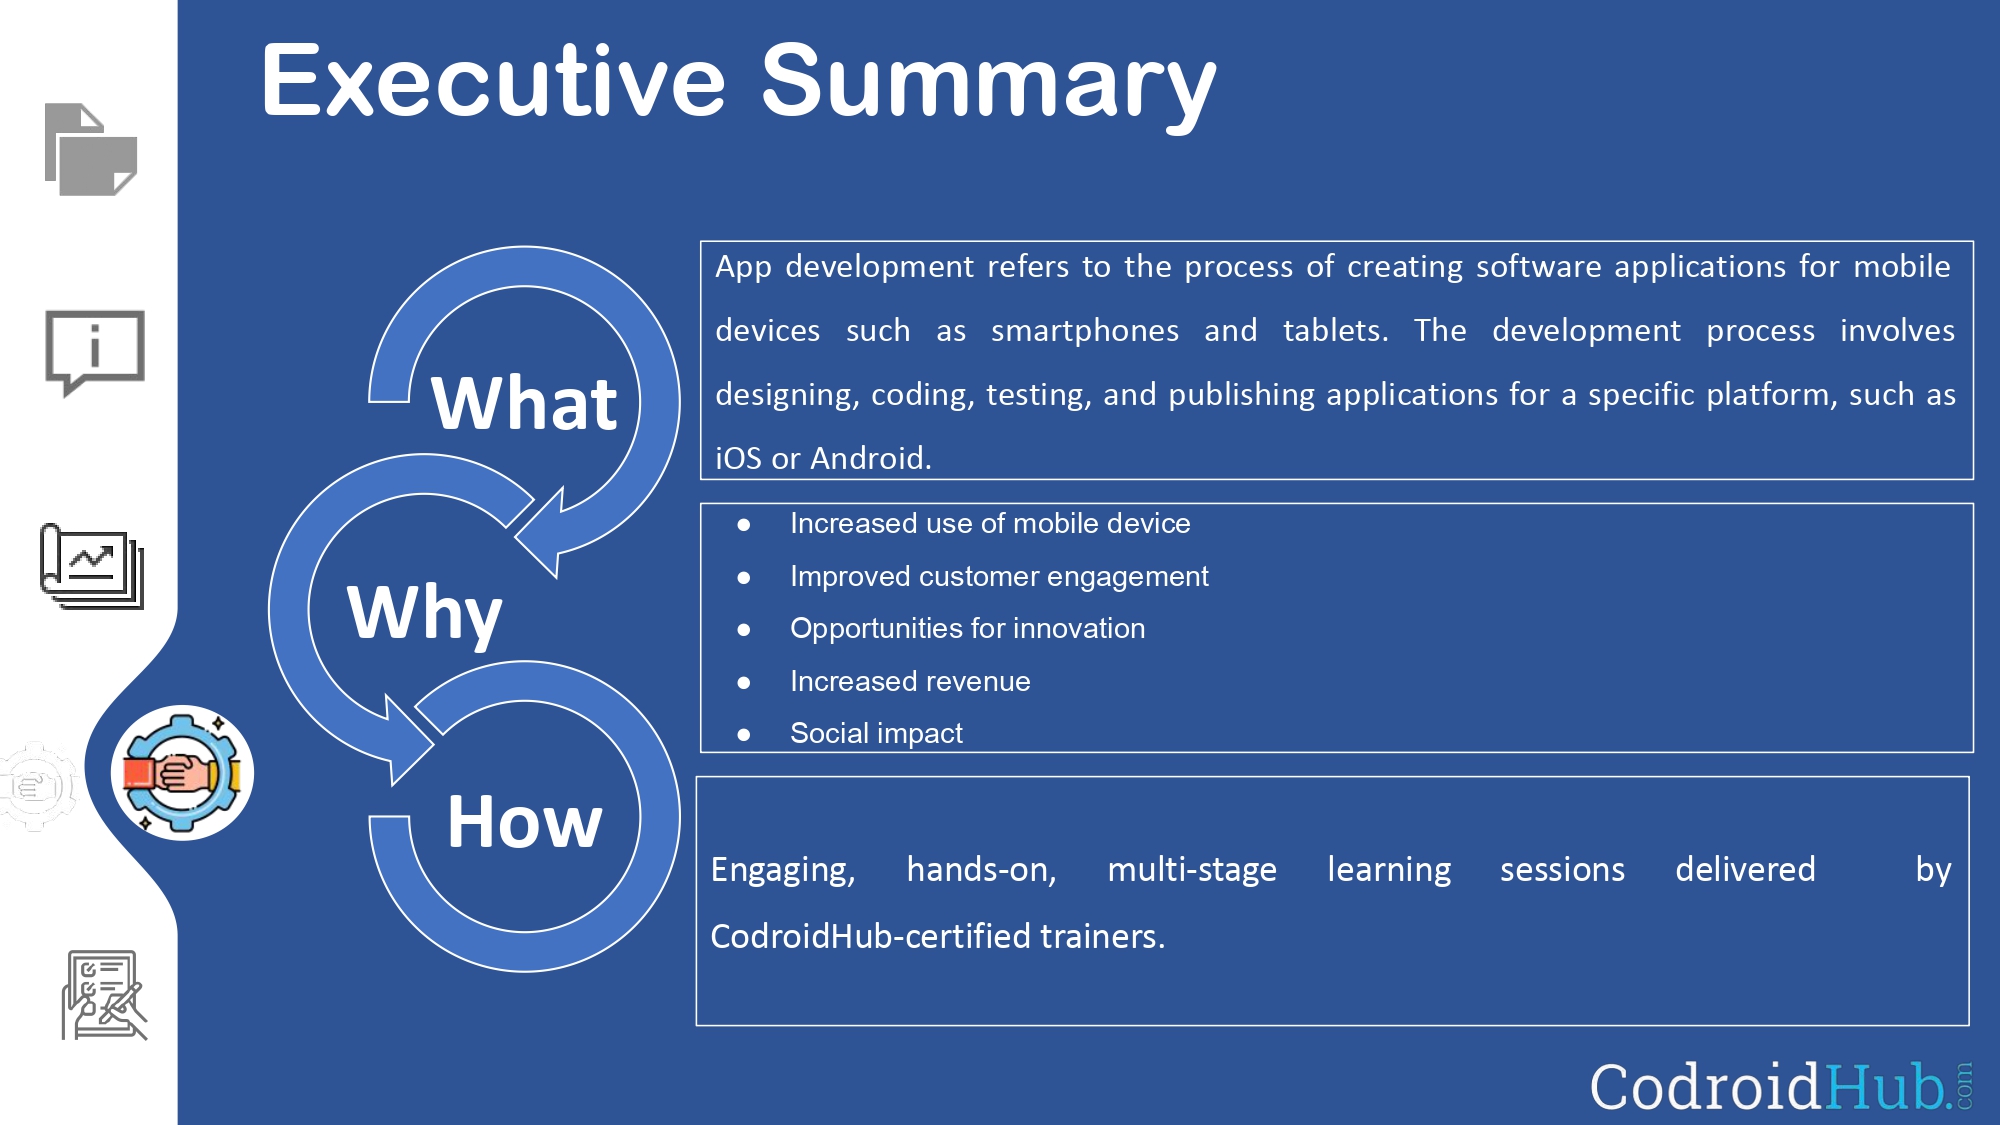 Executive Summary
What
App development refers to the process of creating software applications for mobile
devices such as smartphones and tablets. The development process involves
designing, coding, testing, and publishing applications for a specific platform, such as
iOS or Android.
Why
● Increased use of mobile device
● Improved customer engagement
● Opportunities for innovation
● Increased revenue
● Social impact
How
Engaging, hands-on, multi-stage learning sessions delivered by
CodroidHub-certified trainers.
CodroidHub.com